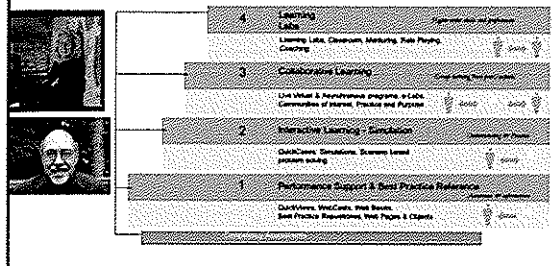 4 Learning
Labs
Learning Labs, Classroom, Mentoring, Role Playing,
Coaching
3 Collaborative Learning
Live Virtual & Asynchronous programs, e-Labs,
Communities of Interest, Practice and Purpose
2 Interactive Learning - Simulation
QuickCases, Simulations, Scenario based
problem solving
1 Performance Support & Best Practice Reference
QuickViews, WebCasts, Web Books,
Best Practice Repositories, Web Pages & Objects